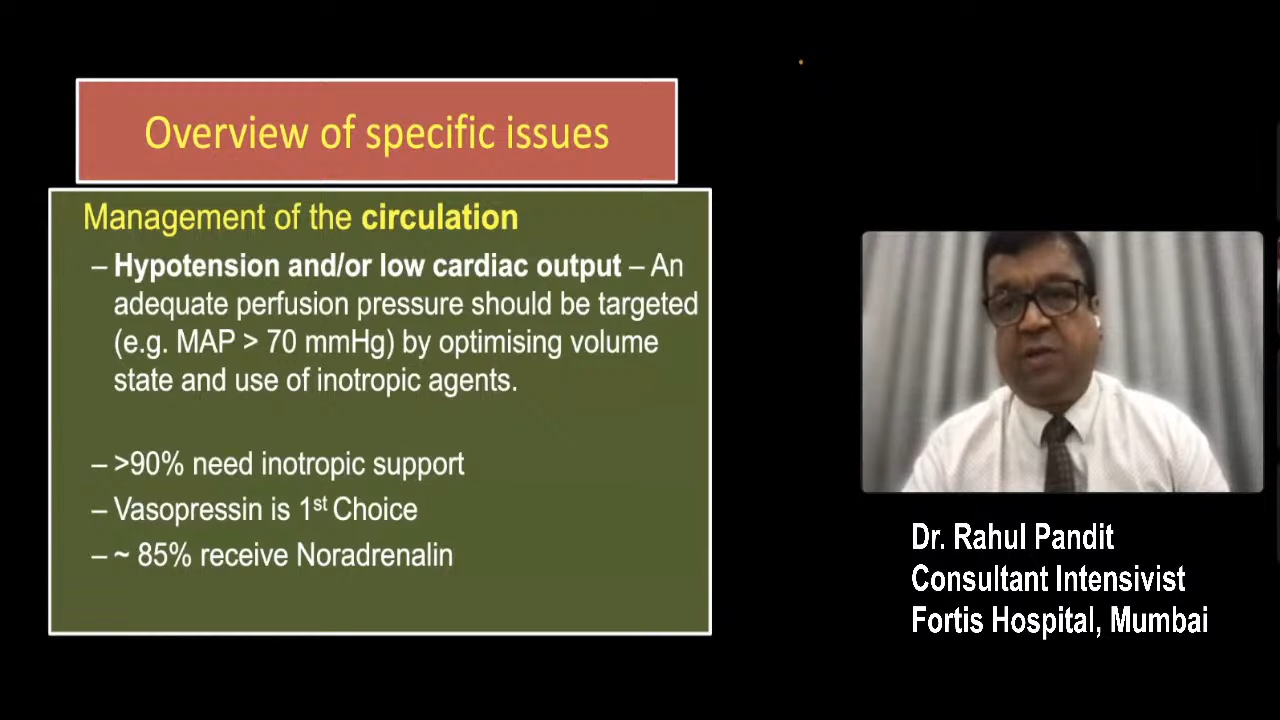 Overview of specific issues
Management of the circulation
– Hypotension and/or low cardiac output – An
adequate perfusion pressure should be targeted
(e.g. MAP > 70 mmHg) by optimising volume
state and use of inotropic agents.
– >90% need inotropic support
– Vasopressin is 1st Choice
– ~ 85% receive Noradrenalin
Dr. Rahul Pandit
Consultant Intensivist
Fortis Hospital, Mumbai